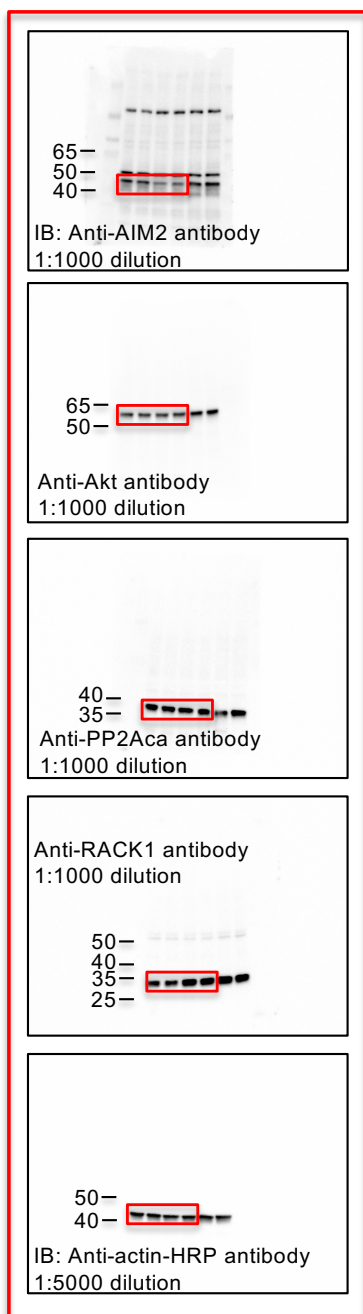 65
50
40
IB: Anti-AIM2 antibody
1:1000 dilution
65
50
Anti-Akt antibody
1:1000 dilution
40
35
Anti-PP2Aca antibody
1:1000 dilution
Anti-RACK1 antibody
1:1000 dilution
50
40
35
25
50
40
IB: Anti-actin-HRP antibody
1:5000 dilution